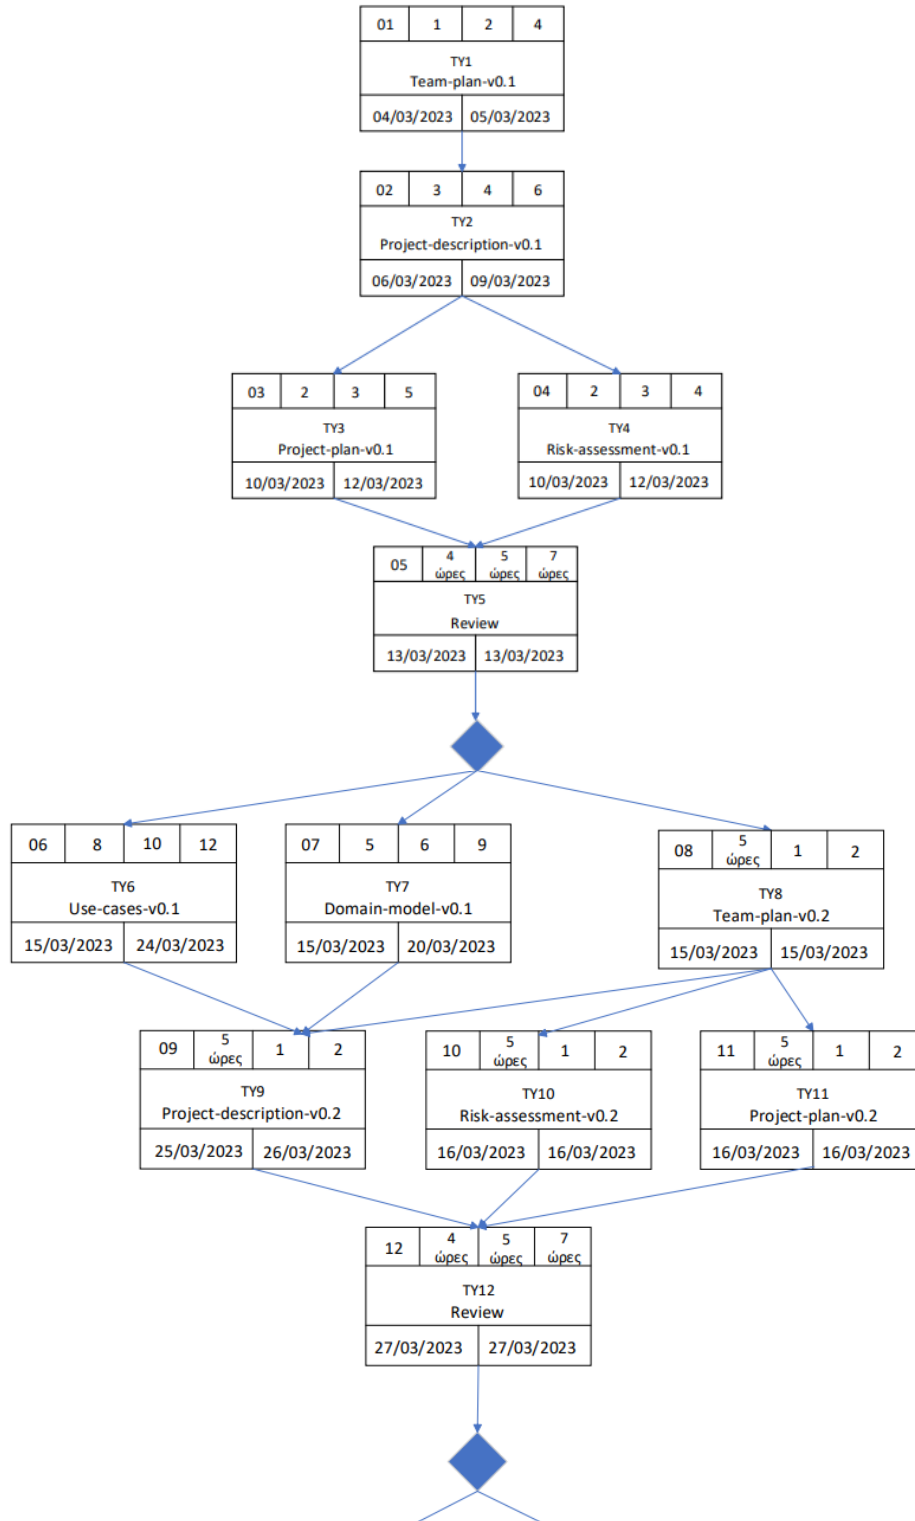 01 1 2 4
TY1
Team-plan-v0.1
04/03/2023 05/03/2023
02 3 4 6
TY2
Project-description-v0.1
06/03/2023 09/03/2023
03 2 3 5
TY3
Project-plan-v0.1
10/03/2023 12/03/2023
04 2 3 4
TY4
Risk-assessment-v0.1
10/03/2023 12/03/2023
05 4 ώρες 5 ώρες 7 ώρες
TY5
Review
13/03/2023 13/03/2023
06 8 10 12
TY6
Use-cases-v0.1
15/03/2023 24/03/2023
07 5 6 9
TY7
Domain-model-v0.1
15/03/2023 20/03/2023
08 5 ώρες 1 2
TY8
Team-plan-v0.2
15/03/2023 15/03/2023
09 5 ώρες 1 2
TY9
Project-description-v0.2
25/03/2023 26/03/2023
10 5 ώρες 1 2
TY10
Risk-assessment-v0.2
16/03/2023 16/03/2023
11 5 ώρες 1 2
TY11
Project-plan-v0.2
16/03/2023 16/03/2023
12 4 ώρες 5 ώρες 7 ώρες
TY12
Review
27/03/2023 27/03/2023